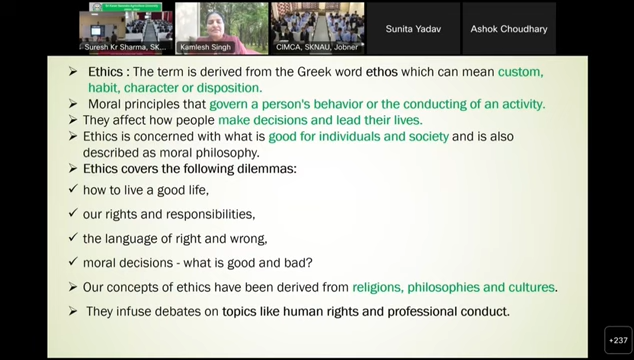 Suresh Kr Sharma, SK...
Kamlesh Singh
CIMCA, SKNAU, Jobner
Sunita Yadav
Ashok Choudhary
➢ Ethics : The term is derived from the Greek word ethos which can mean custom,
habit, character or disposition.
➢ Moral principles that govern a person's behavior or the conducting of an activity.
➢ They affect how people make decisions and lead their lives.
➢ Ethics is concerned with what is good for individuals and society and is also
described as moral philosophy.
➢ Ethics covers the following dilemmas:
✓ how to live a good life,
✓ our rights and responsibilities,
✓ the language of right and wrong,
✓ moral decisions - what is good and bad?
➢ Our concepts of ethics have been derived from religions, philosophies and cultures.
➢ They infuse debates on topics like human rights and professional conduct.
+237